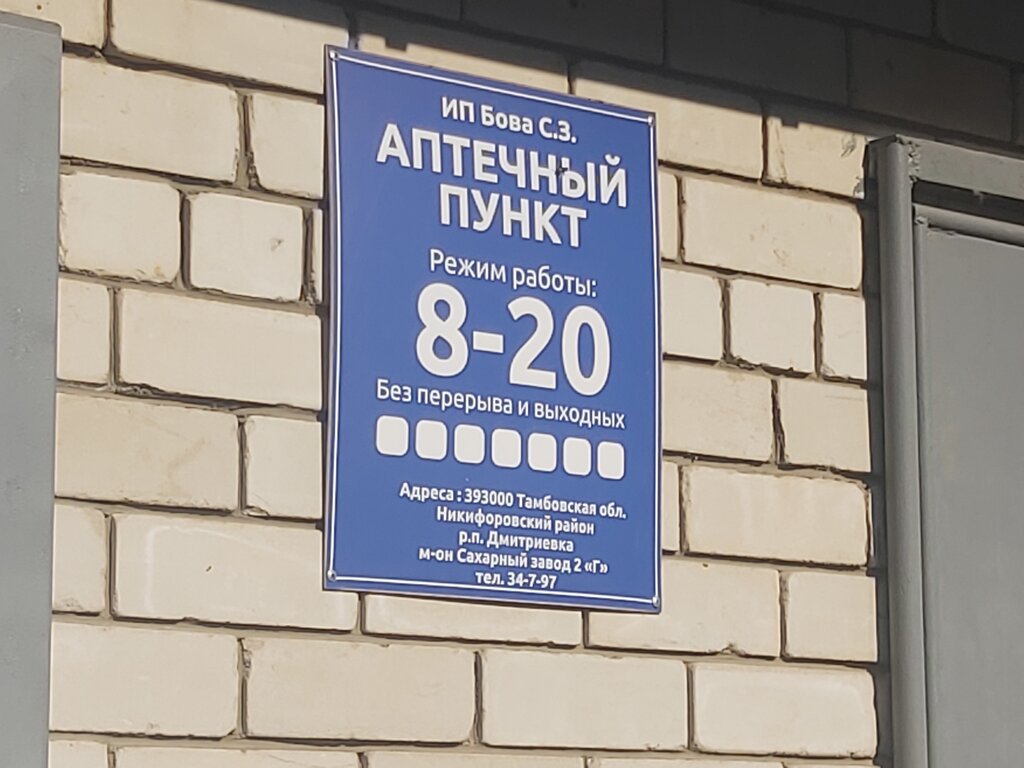 ИП Бова С.З.
АПТЕЧНЫЙ
ПУНКТ
Режим работы:
8-20
Без перерыва и выходных
Адреса : 393000 Тамбовская обл.
Никифоровский район
р.п. Дмитриевка
м-он Сахарный завод 2 «Г»
тел. 34-7-97